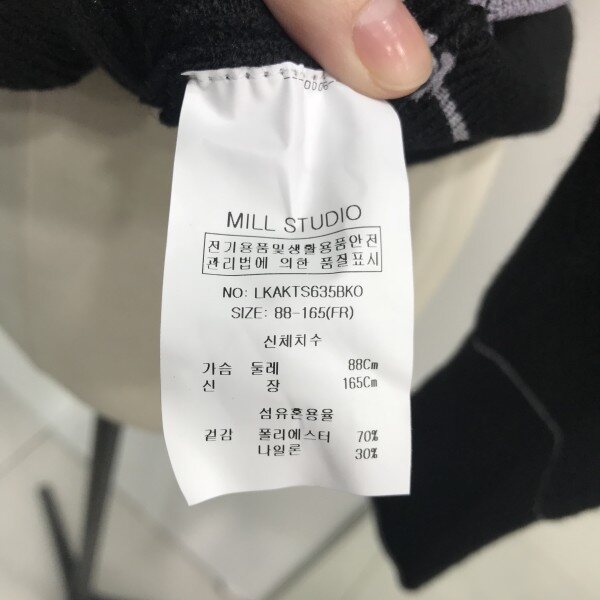 MILL STUDIO
전기용품및생활용품안전
관리법에 의한 품질표시
NO: LKAKTS635BKO
SIZE: 88-165(FR)
신체치수
가슴 둘레 88Cm
신 장 165Cm
섬유혼용율
겉감 폴리에스터 70%
나일론 30%